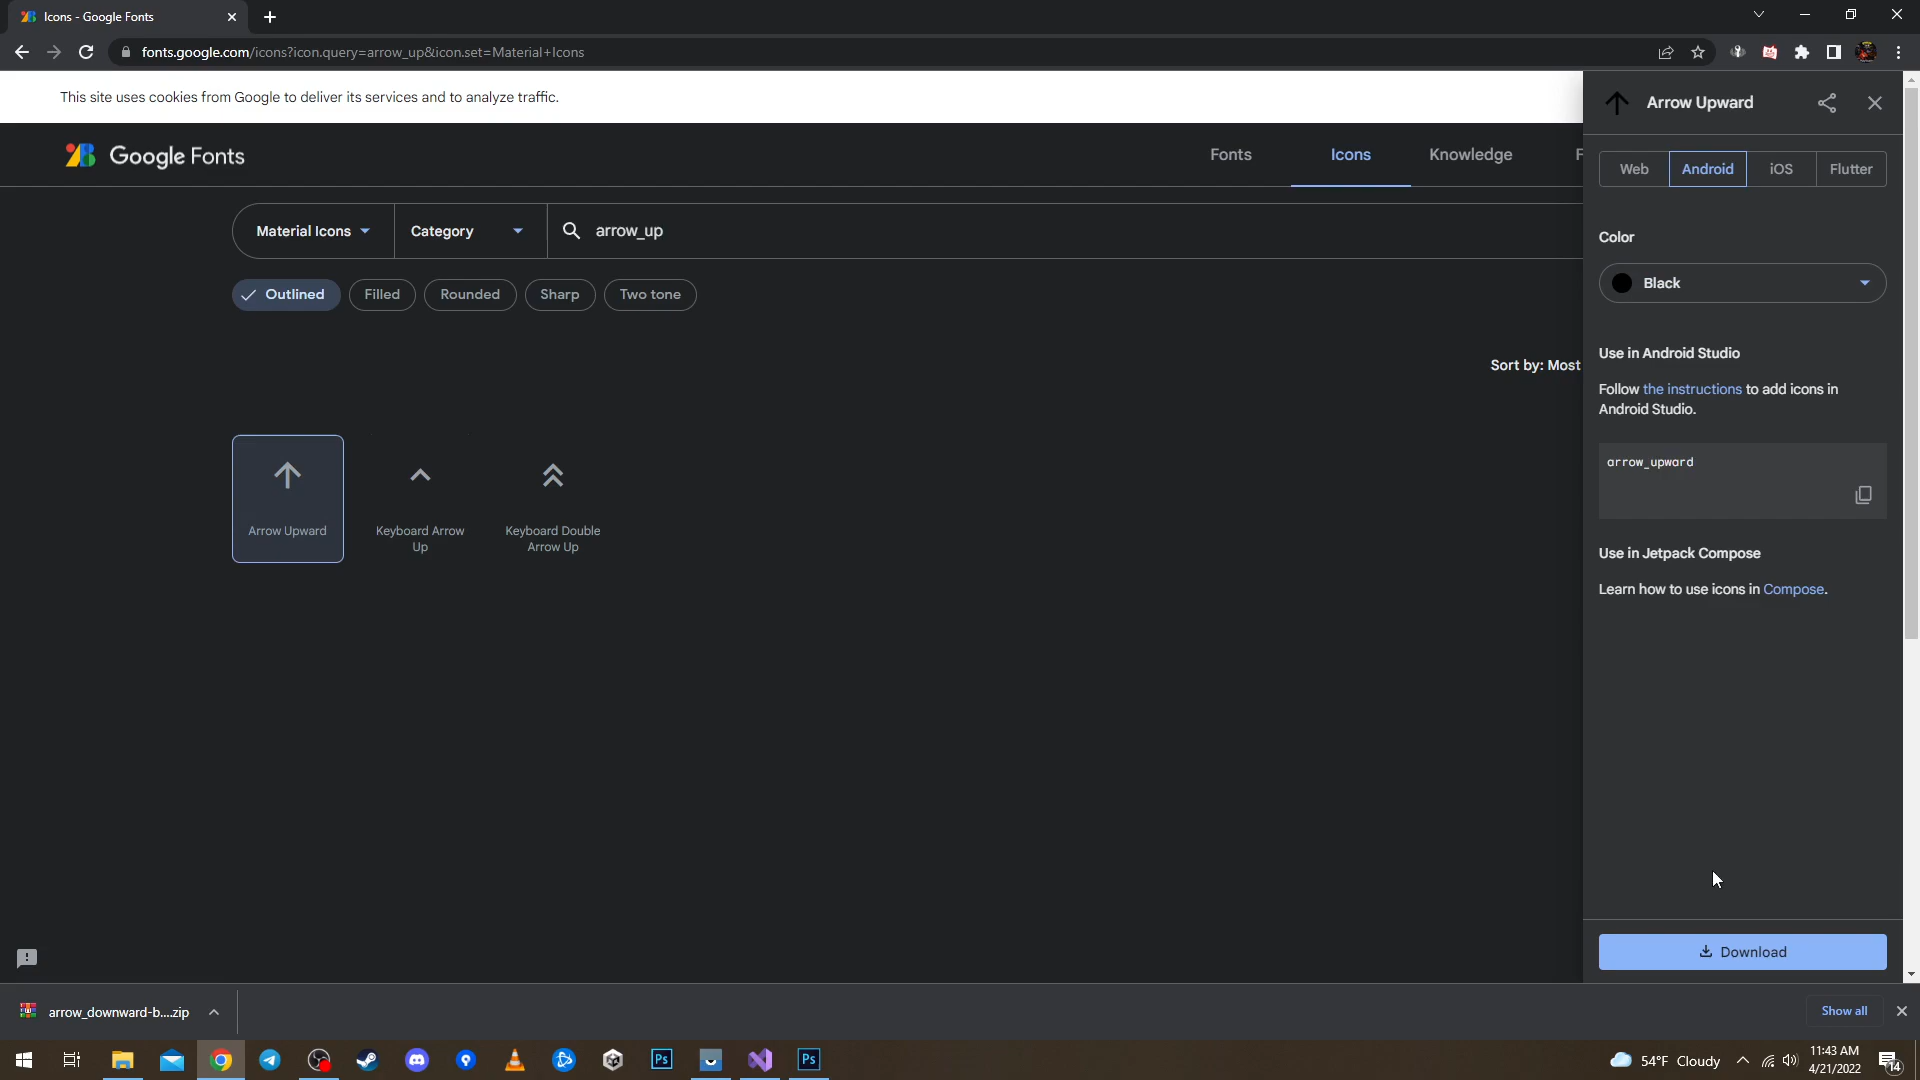 Icons - Google Fonts
fonts.google.com/icons?icon.query=arrow_up&icon.set=Material+Icons
This site uses cookies from Google to deliver its services and to analyze traffic.
Google Fonts
Fonts
Icons
Knowledge
F
Material Icons
Category
arrow_up
Outlined
Filled
Rounded
Sharp
Two tone
Sort by: Most
Arrow Upward
Keyboard Arrow
Up
Keyboard Double
Arrow Up
Arrow Upward
Web
Android
iOS
Flutter
Color
Black
Use in Android Studio
Follow the instructions to add icons in
Android Studio.
arrow_upward
Use in Jetpack Compose
Learn how to use icons in Compose.
Download
arrow_downward-b....zip
Show all
Ps
Ps
54°F Cloudy
11:43 AM
4/21/2022
14